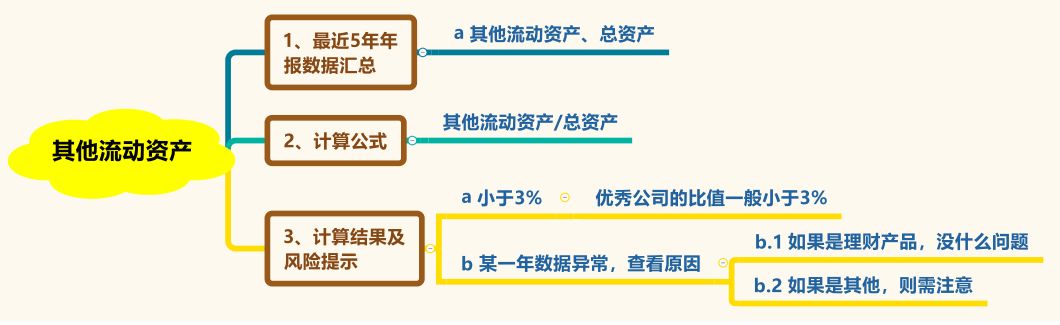 其他流动资产
1、最近5年年
报数据汇总
a 其他流动资产、总资产
2、计算公式
其他流动资产/总资产
3、计算结果及
风险提示
a 小于3%
优秀公司的比值一般小于3%
b 某一年数据异常，查看原因
b.1 如果是理财产品，没什么问题
b.2 如果是其他，则需注意